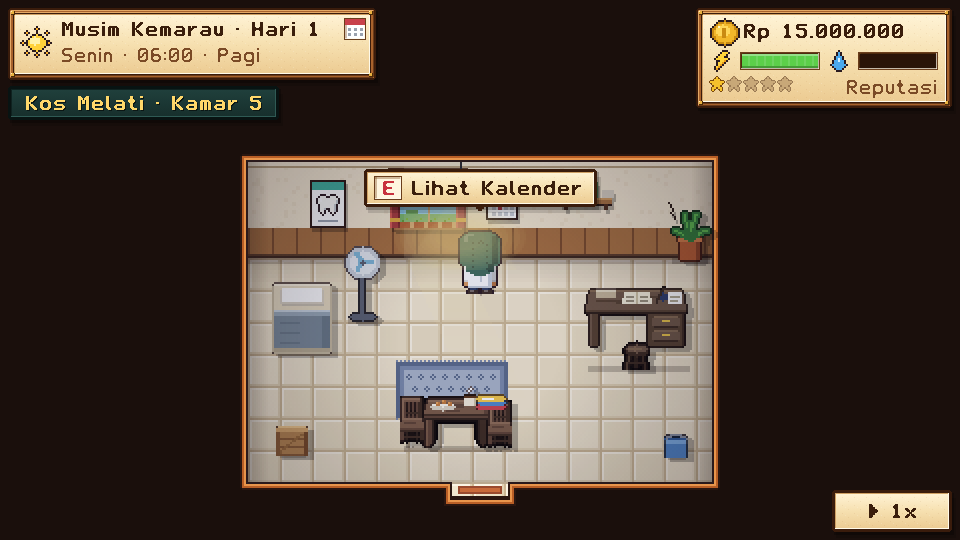 Musim Kemarau · Hari 1
Senin · 06:00 · Pagi
Rp 15.000.000
Reputasi
Kos Melati · Kamar 5
E Lihat Kalender
1x